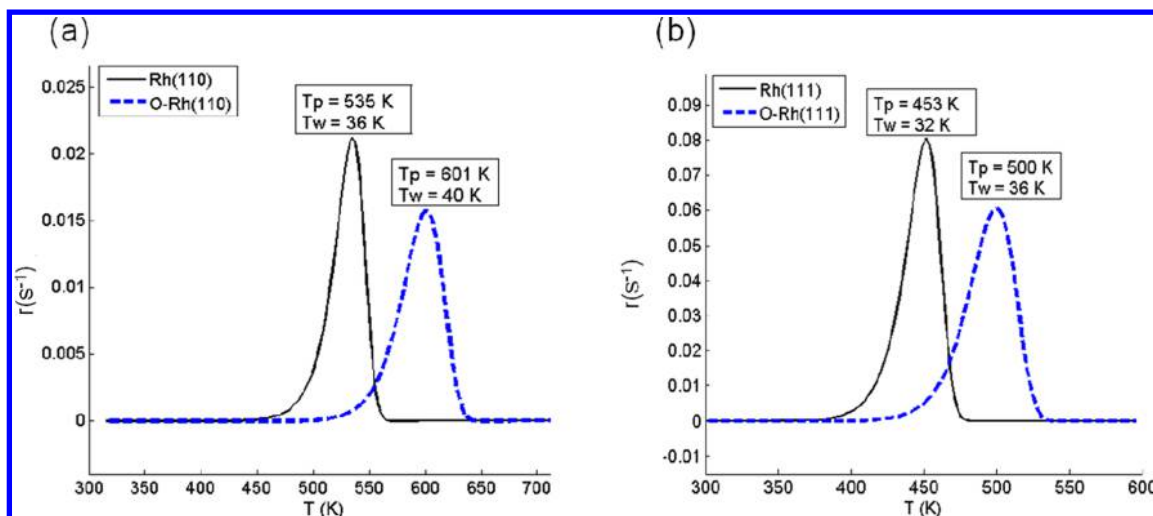 (a)
Rh(110)
O-Rh(110)
Tp = 535 K
Tw = 36 K
Tp = 601 K
Tw = 40 K
0.025
0.02
0.015
0.01
0.005
0
r(s⁻¹)
300 350 400 450 500 550 600 650 700
T (K)
(b)
Rh(111)
O-Rh(111)
Tp = 453 K
Tw = 32 K
Tp = 500 K
Tw = 36 K
0.09
0.08
0.07
0.06
0.05
0.04
0.03
0.02
0.01
0
-0.01
r(s⁻¹)
300 350 400 450 500 550 600
T (K)